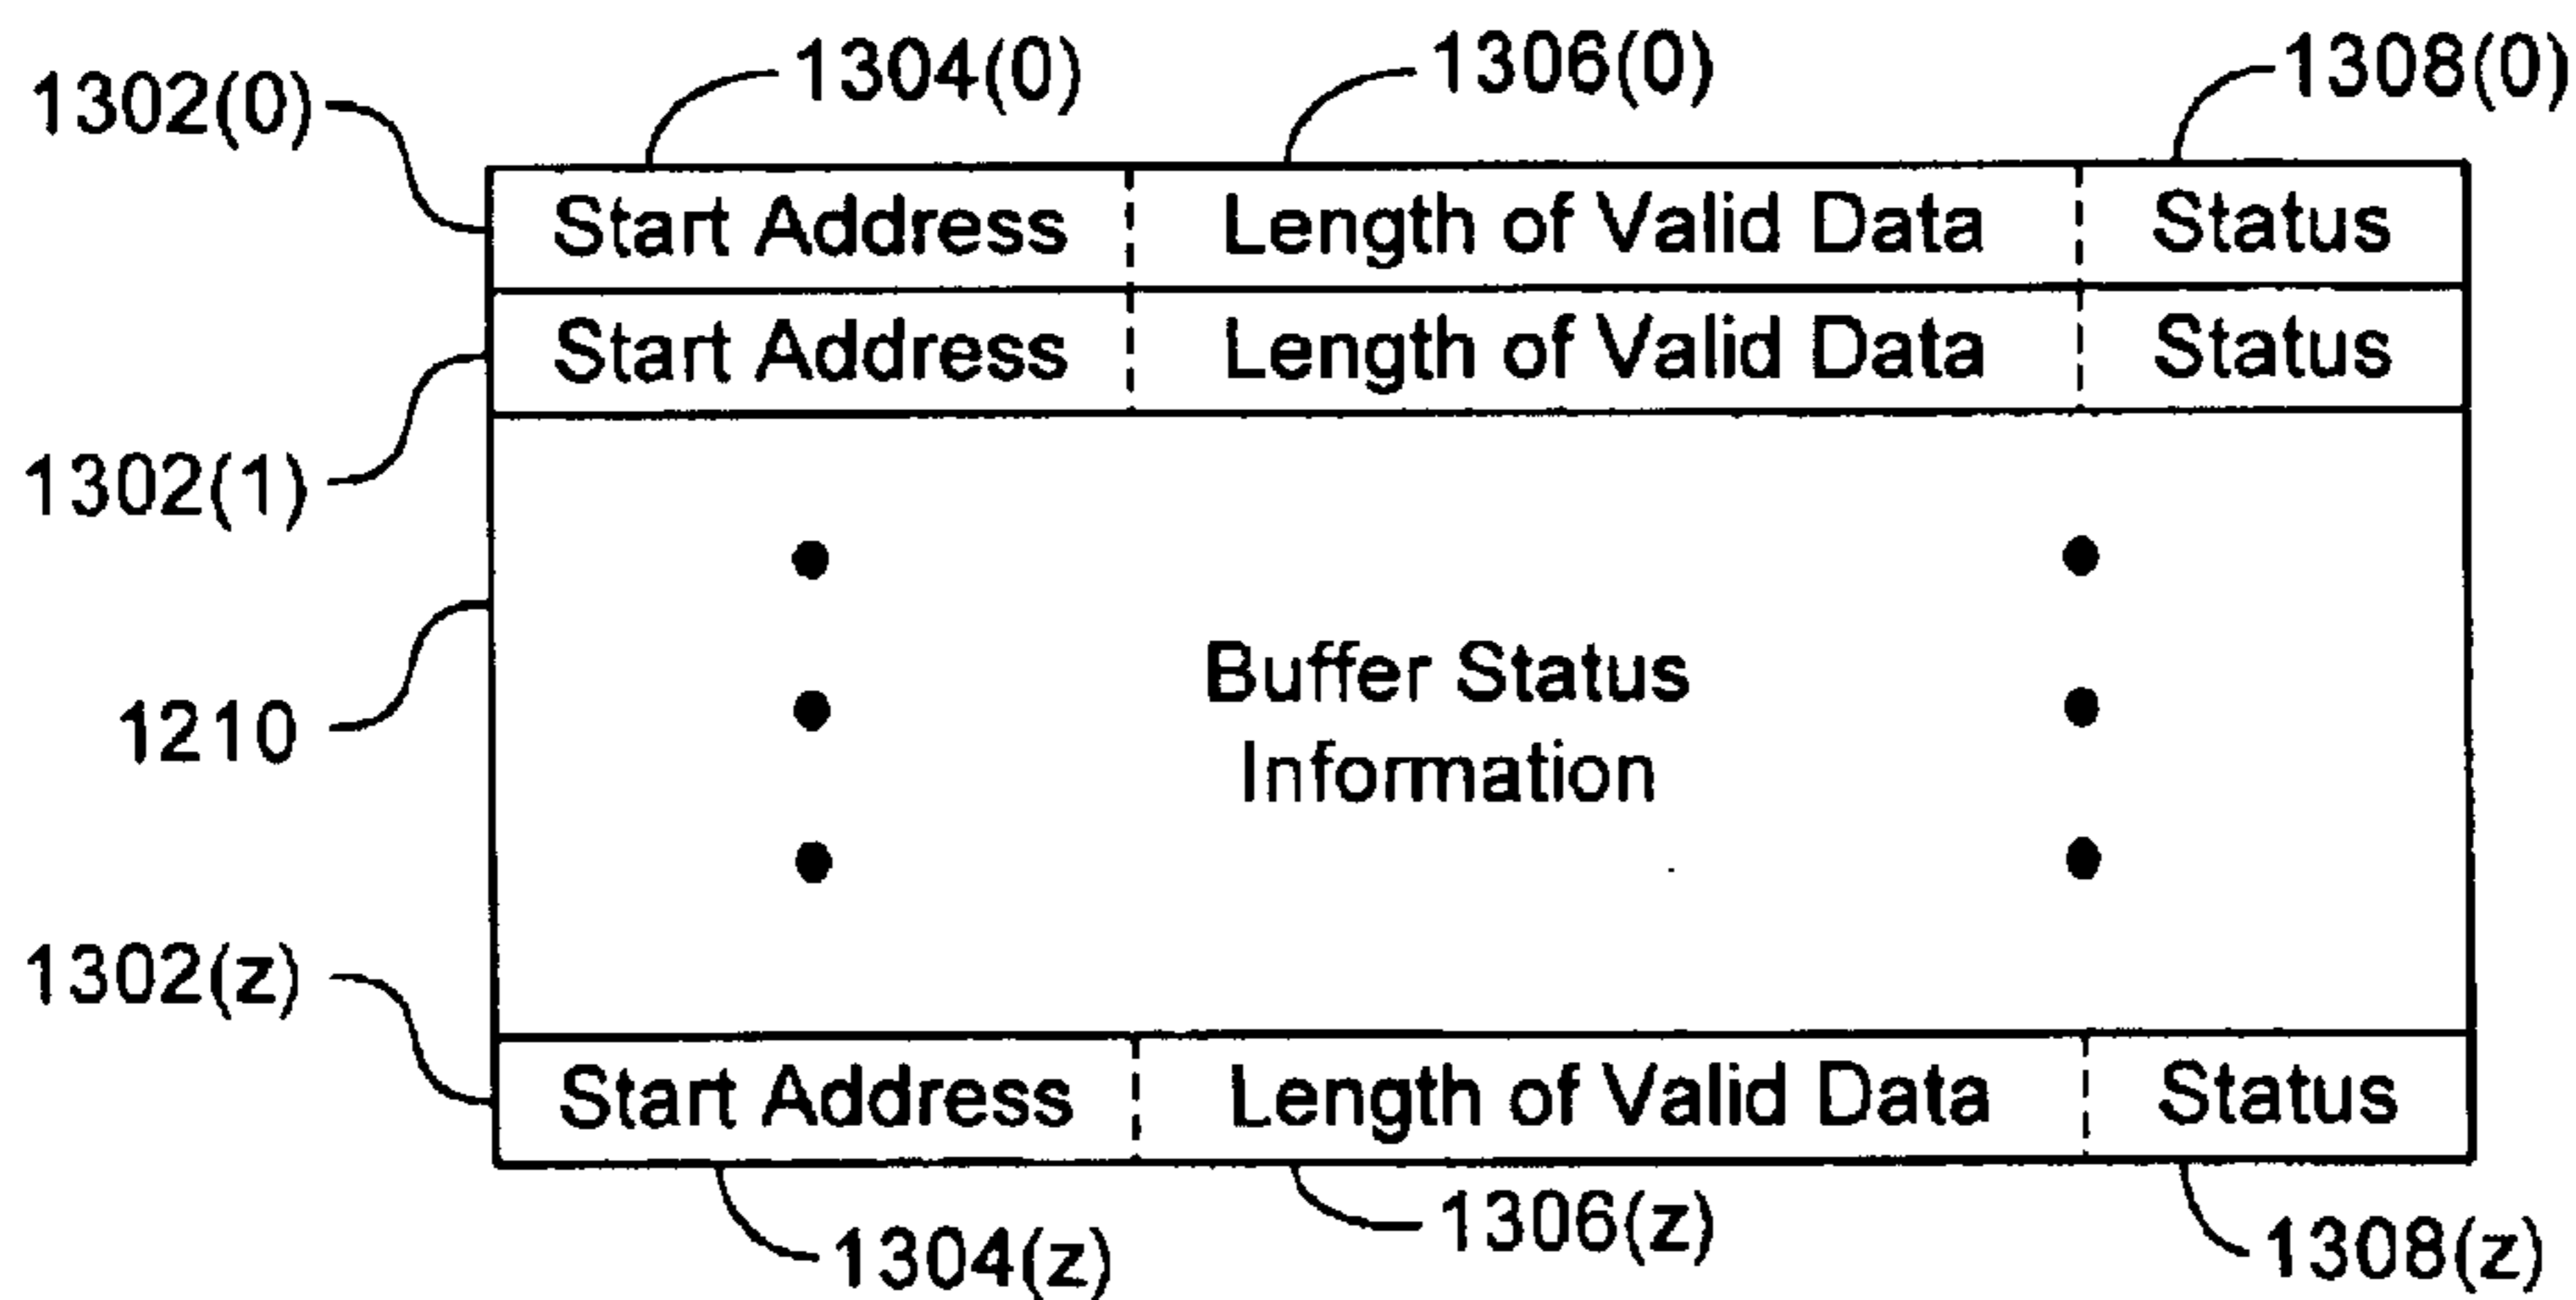 1304(0) 1306(0) 1308(0)
1302(0)
Start Address Length of Valid Data Status
Start Address Length of Valid Data Status
1302(1)
Buffer Status
1210
Information
1302(z)
Start Address Length of Valid Data Status
1304(z) 1306(z) 1308(z)